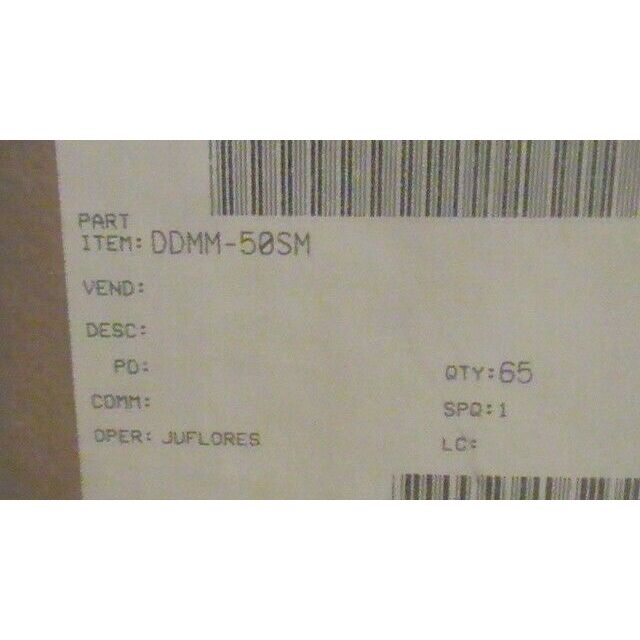 PART
ITEM: DDMM-50SM
VEND:
DESC:
PO:
QTY: 65
COMM:
SPQ: 1
OPER: JUFLORES
LC: